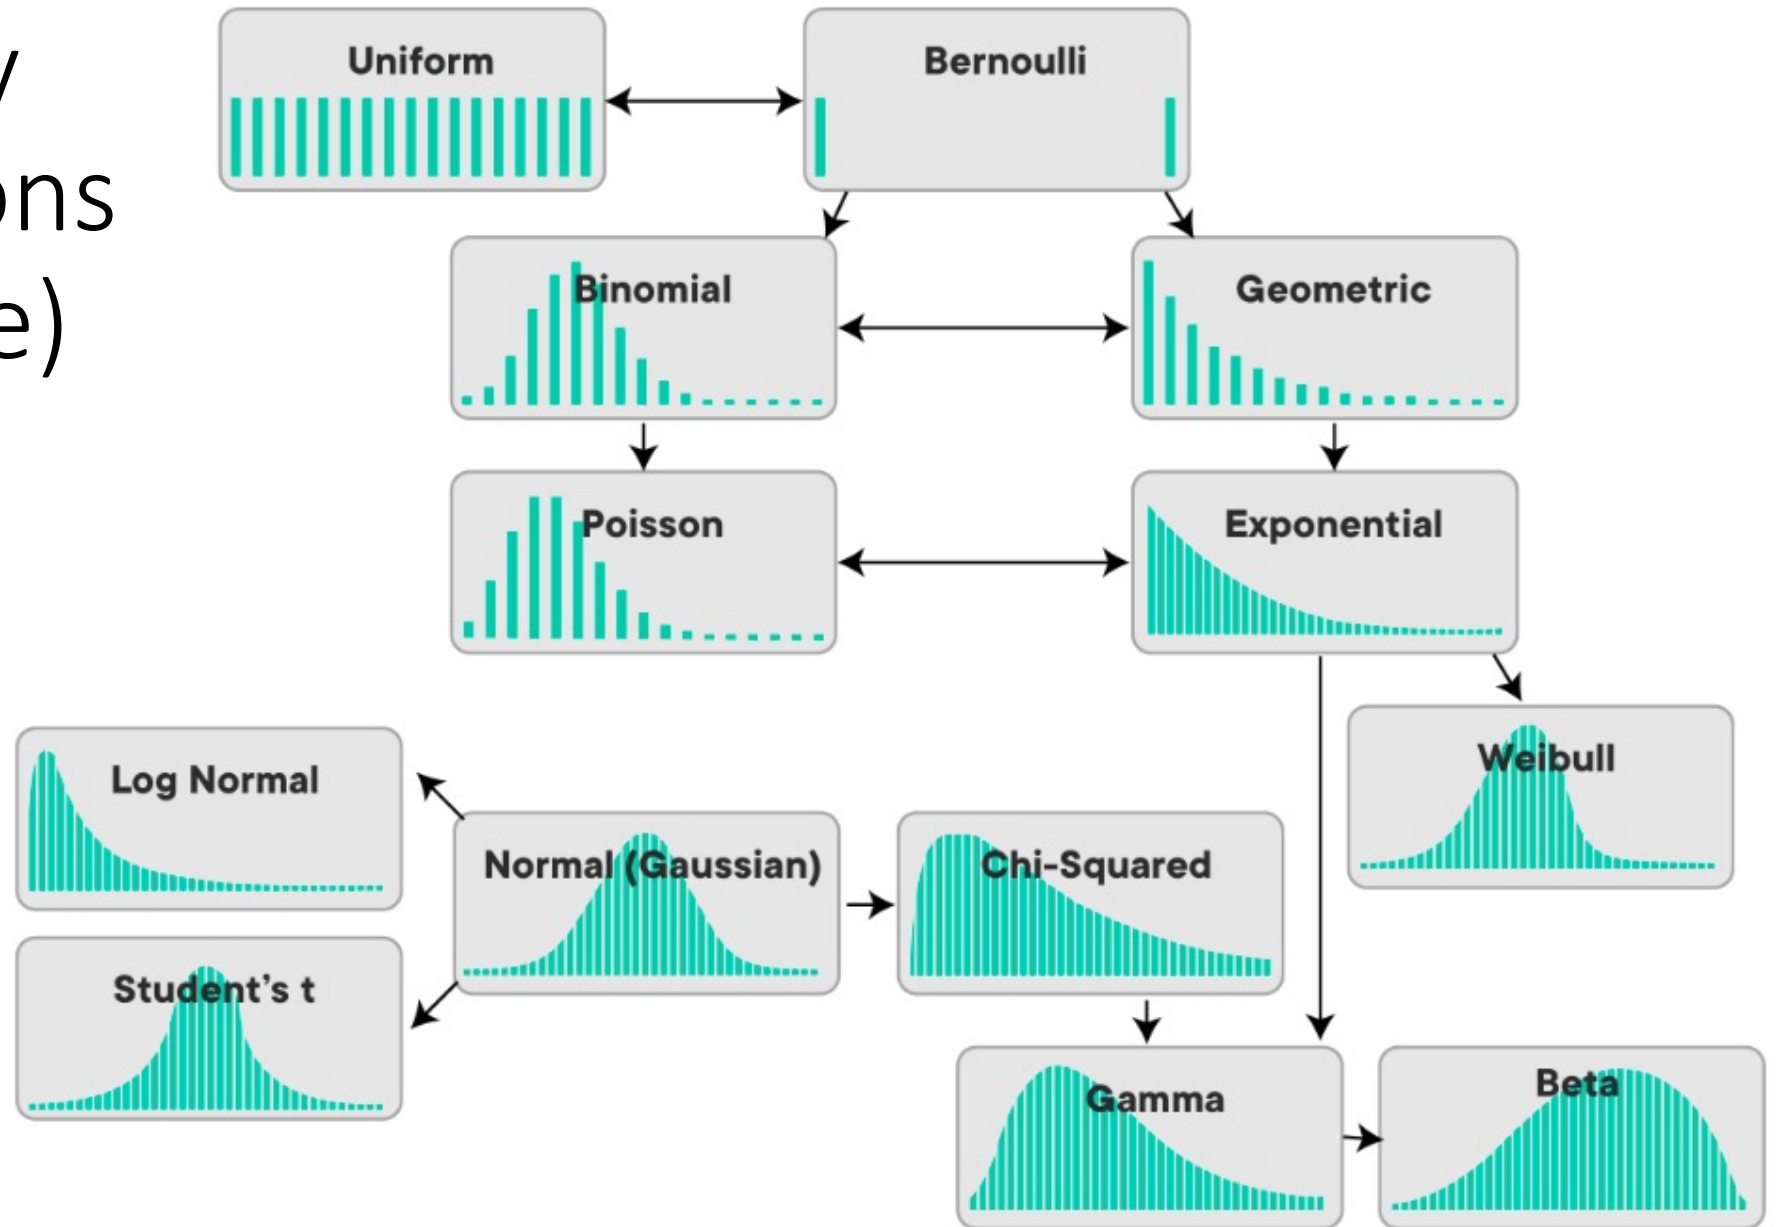 Uniform
Bernoulli
Binomial
Geometric
Poisson
Exponential
Weibull
Log Normal
Normal (Gaussian)
Chi-Squared
Student’s t
Gamma
Beta